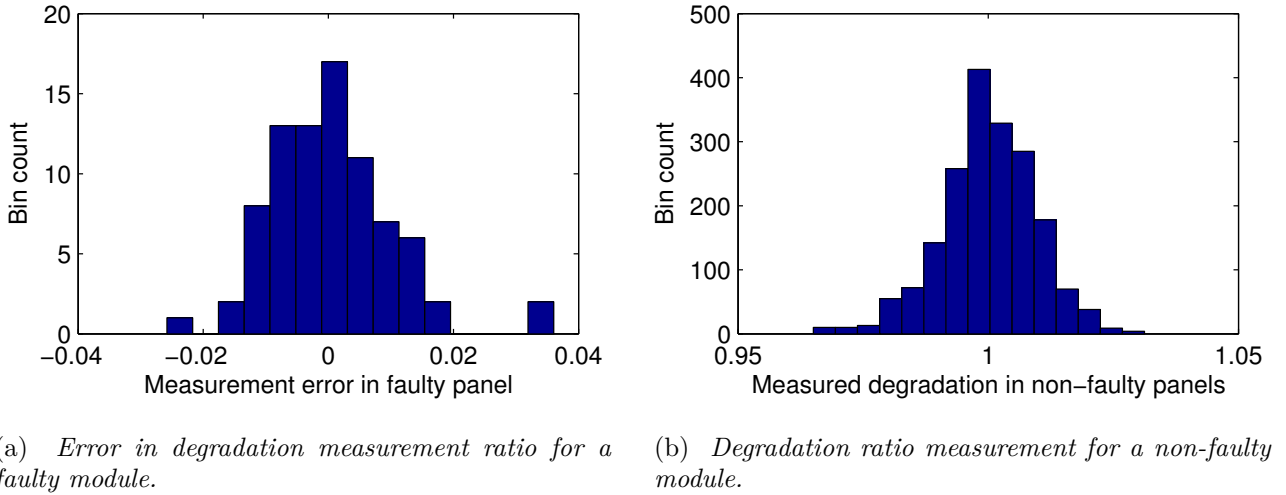 20
15
10
5
0
Bin count
−0.04 −0.02 0 0.02 0.04
Measurement error in faulty panel
500
400
300
200
100
0
Bin count
0.95 1 1.05
Measured degradation in non−faulty panels
(a) Error in degradation measurement ratio for a
faulty module.
(b) Degradation ratio measurement for a non-faulty
module.